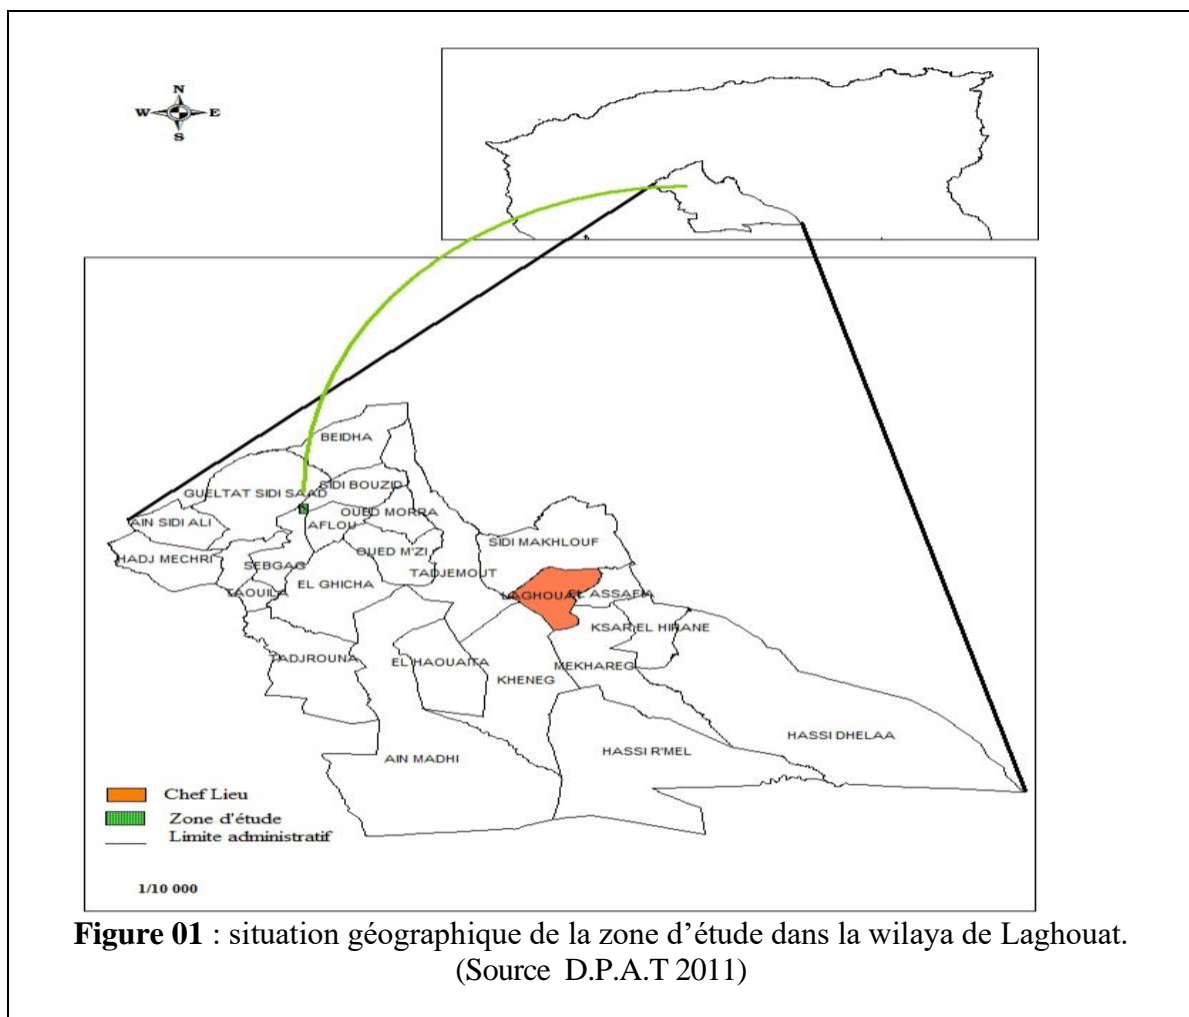 N
W E
S
BEIDHA
GUELTAT SIDI SAAD
SIDI BOUZID
AIN SIDI ALI
OUED MORRA
AFLOU
SIDI MAKHLOUF
HADJ MECHRI
OUED M'ZI
SEBGAG
TADJEMOUT
EL GHICHA
TAOUILA
LAGHOUAT
EL ASSAFIA
KSAR EL HIRANE
TADJROUNA
EL HAOUAITA
MEKHAREG
KHENEG
HASSI DHELAA
HASSI R'MEL
AIN MADHI
Chef Lieu
Zone d'étude
Limite administratif
1/10 000
Figure 01 : situation géographique de la zone d’étude dans la wilaya de Laghouat.
(Source D.P.A.T 2011)